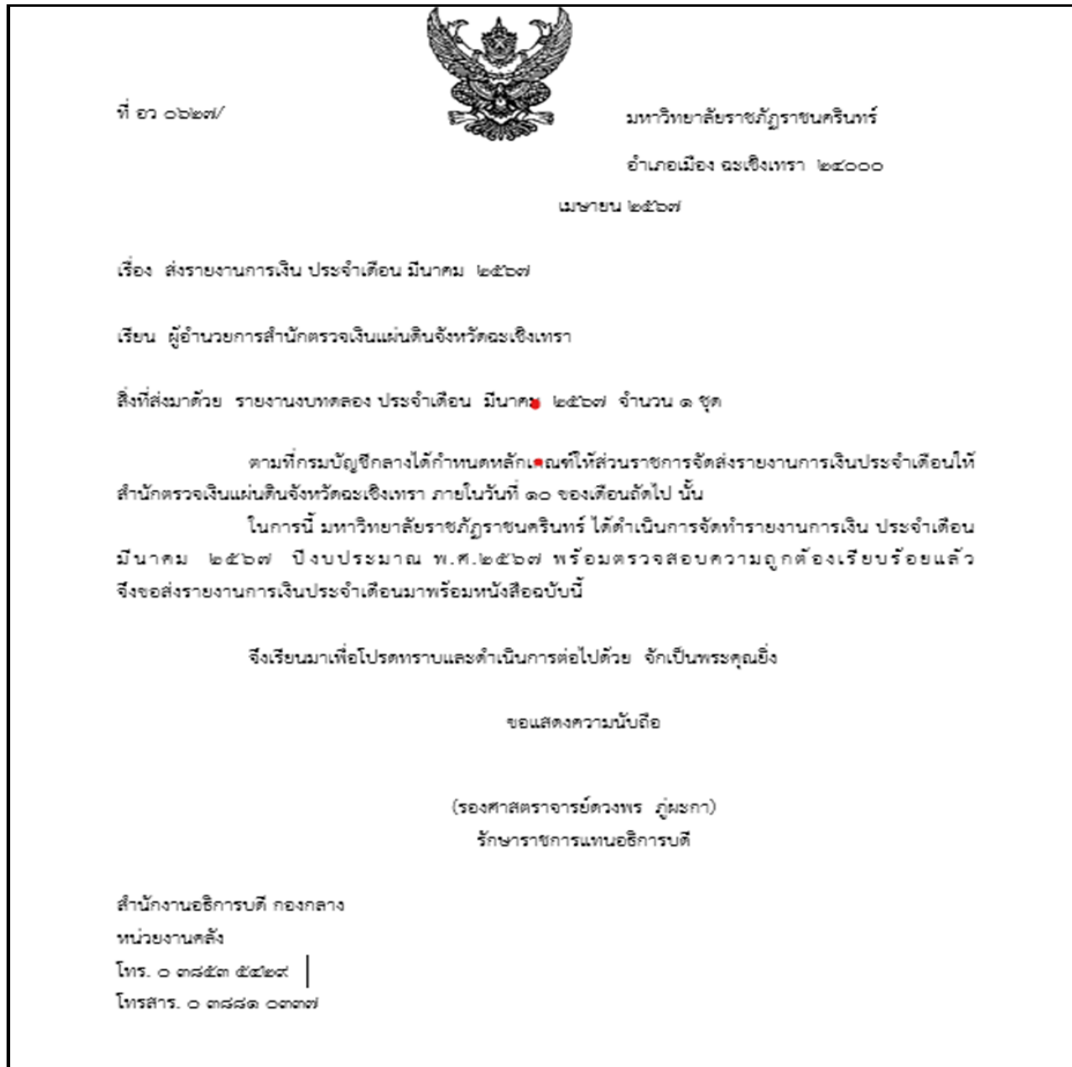 ที่ อว ๐๖๒๗/
มหาวิทยาลัยราชภัฏราชนครินทร์
อำเภอเมือง ฉะเชิงเทรา ๒๔๐๐๐
เมษายน ๒๕๖๗
เรื่อง ส่งรายงานการเงิน ประจำเดือน มีนาคม ๒๕๖๗
เรียน ผู้อำนวยการสำนักตรวจเงินแผ่นดินจังหวัดฉะเชิงเทรา
สิ่งที่ส่งมาด้วย รายงานงบทดลอง ประจำเดือน มีนาคม ๒๕๖๗ จำนวน ๑ ชุด
ตามที่กรมบัญชีกลางได้กำหนดหลักเกณฑ์ให้ส่วนราชการจัดส่งรายงานการเงินประจำเดือนให้
สำนักตรวจเงินแผ่นดินจังหวัดฉะเชิงเทรา ภายในวันที่ ๑๐ ของเดือนถัดไป นั้น
ในการนี้ มหาวิทยาลัยราชภัฏราชนครินทร์ ได้ดำเนินการจัดทำรายงานการเงิน ประจำเดือน
มีนาคม ๒๕๖๗ ปีงบประมาณ พ.ศ.๒๕๖๗ พร้อมตรวจสอบความถูกต้องเรียบร้อยแล้ว
จึงขอส่งรายงานการเงินประจำเดือนมาพร้อมหนังสือฉบับนี้
จึงเรียนมาเพื่อโปรดทราบและดำเนินการต่อไปด้วย จักเป็นพระคุณยิ่ง
ขอแสดงความนับถือ
(รองศาสตราจารย์ดวงพร ภู่ผะกา)
รักษาราชการแทนอธิการบดี
สำนักงานอธิการบดี กองกลาง
หน่วยงานคลัง
โทร. ๐ ๓๘๕๓ ๕๔๒๙
โทรสาร. ๐ ๓๘๘๑ ๐๓๓๗